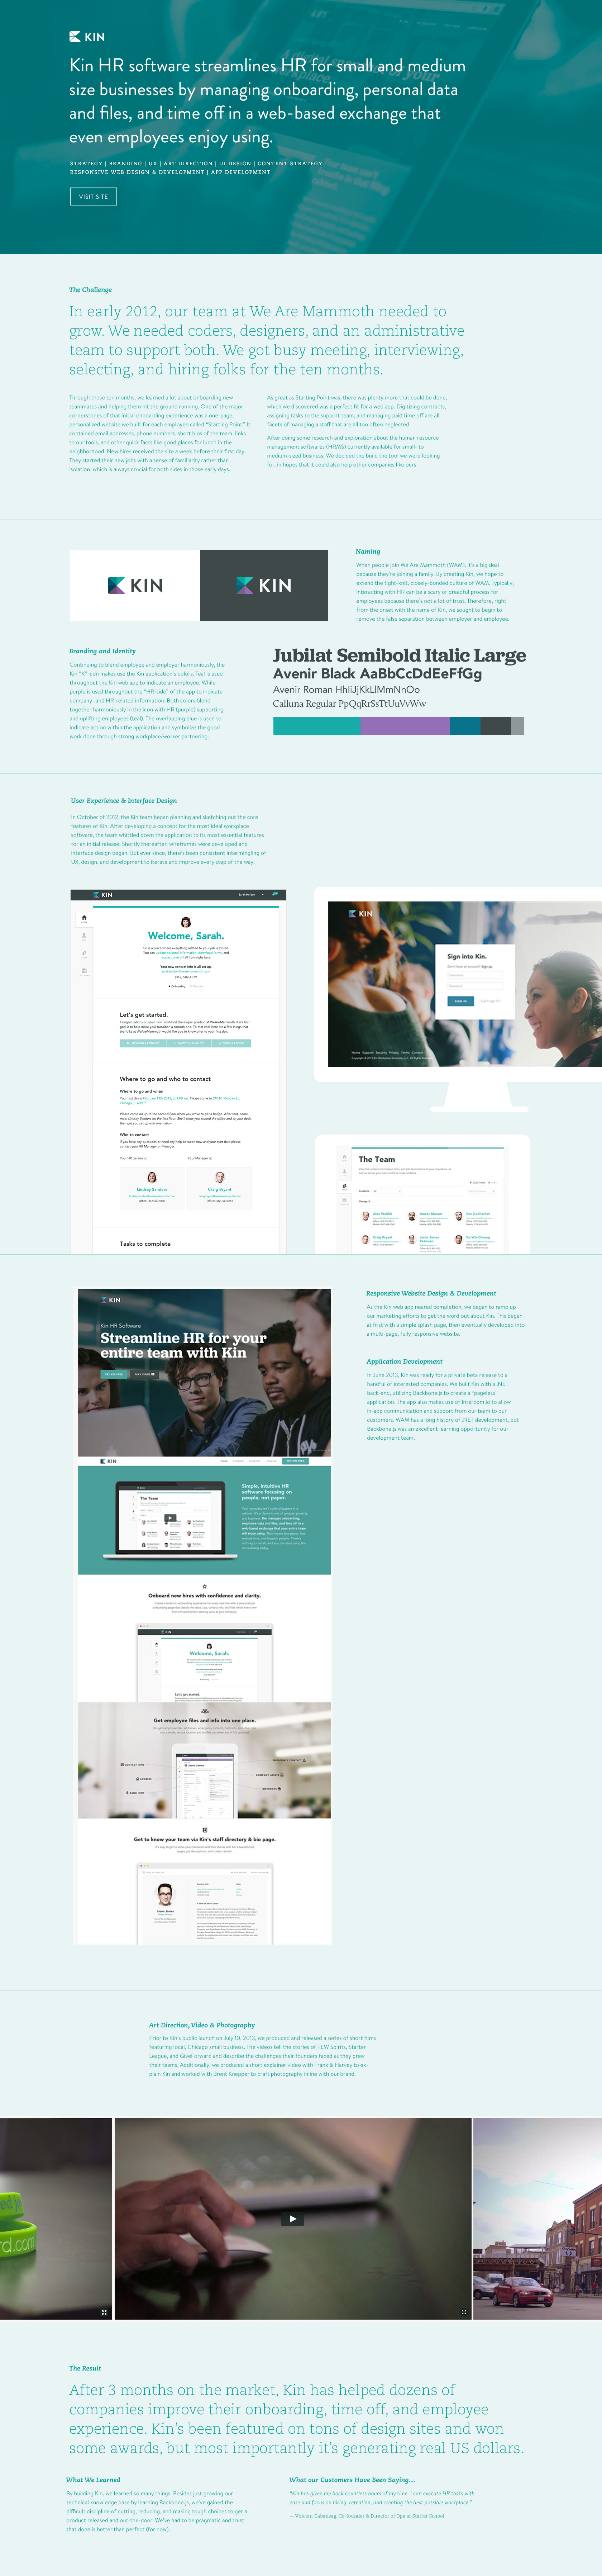 KIN
Kin HR software streamlines HR for small and medium
size businesses by managing onboarding, personal data
and files, and time off in a web-based exchange that
even employees enjoy using.
STRATEGY | BRANDING | UX | ART DIRECTION | UI DESIGN | CONTENT STRATEGY
RESPONSIVE WEB DESIGN & DEVELOPMENT | APP DEVELOPMENT
VISIT SITE
The Challenge
In early 2012, our team at We Are Mammoth needed to
grow. We needed coders, designers, and an administrative
team to support both. We got busy meeting, interviewing,
selecting, and hiring folks for the ten months.
Through those ten months, we learned a lot about onboarding new
teammates and helping them hit the ground running. One of the major
cornerstones of that initial onboarding experience was a one-page,
personalized website we built for each employee called "Starting Point." It
contained email addresses, phone numbers, short bios of the team, links
to our tools, and other quick facts like good places for lunch in the
neighborhood. New hires received the site a week before their first day.
They started their new jobs with a sense of familiarity rather than
isolation, which is always crucial for both sides in those early days.
As great as Starting Point was, there was plenty more that could be done,
which we discovered was a perfect fit for a web app. Digitizing contracts,
assigning tasks to the support team, and managing paid time off are all
facets of managing a staff that are all too often neglected.
After doing some research and exploration about the human resource
management softwares (HRMS) currently available for small- to
medium-sized business. We decided the build the tool we were looking
for, in hopes that it could also help other companies like ours.
KIN
KIN
Naming
When people join We Are Mammoth (WAM), it's a big deal
because they're joining a family. By creating Kin, we hope to
extend the tight-knit, closely-bonded culture of WAM. Typically,
interacting with HR can be a scary or dreadful process for
employees because there's not a lot of trust. Therefore, right
from the onset with the name of Kin, we sought to begin to
remove the false separation between employer and employee.
Branding and Identity
Continuing to blend employee and employer harmoniously, the
Kin "K" icon makes use the Kin application's colors. Teal is used
throughout the Kin web app to indicate an employee. While
purple is used throughout the "HR-side" of the app to indicate
company- and HR-related information. Both colors blend
together harmoniously in the icon with HR (purple) supporting
and uplifting employees (teal). The overlapping blue is used to
indicate action within the application and symbolize the good
work done through strong workplace/worker partnering.
Jubilat Semibold Italic Large
Avenir Black AaBbCcDdEeFfGg
Avenir Roman HhIiJjKkLlMmNnOo
Calluna Regular PpQqRrSsTtUuVvWw
User Experience & Interface Design
In October of 2012, the Kin team began planning and sketching out the core
features of Kin. After developing a concept for the most ideal workplace
software, the team whittled down the application to its most essential features
for an initial release. Shortly thereafter, wireframes were developed and
interface design began. But ever since, there's been consistent intermingling of
UX, design, and development to iterate and improve every step of the way.
KIN
Welcome, Sarah.
Kin is a place where everything related to your job is stored.
Your new contact info is all set up.
Let's get started.
Where to go and who to contact
Where to go and when
Who to contact
Lindsay Sanders
Craig Bryant
Tasks to complete
KIN
Sign into Kin.
SIGN IN
The Team
KIN
Kin HR Software
Streamline HR for your
entire team with Kin
KIN
The Team
Simple, intuitive HR
software focusing on
people, not paper.
Onboard new hires with confidence and clarity.
Welcome, Sarah.
Let's get started.
Get employee files and info into one place.
Get to know your team via Kin's staff directory & bio page.
Responsive Website Design & Development
As the Kin web app neared completion, we began to ramp up
our marketing efforts to get the word out about Kin. This began
at first with a simple splash page, then eventually developed into
a multi-page, fully responsive website.
Application Development
In June 2013, Kin was ready for a private beta release to a
handful of interested companies. We built Kin with a .NET
back-end, utilizing Backbone.js to create a "pageless"
application. The app also makes use of Intercom.io to allow
in-app communication and support from our team to our
customers. WAM has a long history of .NET development, but
Backbone.js was an excellent learning opportunity for our
development team.
Art Direction, Video & Photography
Prior to Kin's public launch on July 10, 2013, we produced and released a series of short films
featuring local, Chicago small business. The videos tell the stories of FEW Spirits, Starter
League, and GiveForward and describe the challenges their founders faced as they grew
their teams. Additionally, we produced a short explainer video with Frank & Harvey to ex-
plain Kin and worked with Brent Knepper to craft photography inline with our brand.
rd.com
The Result
After 3 months on the market, Kin has helped dozens of
companies improve their onboarding, time off, and employee
experience. Kin's been featured on tons of design sites and won
some awards, but most importantly it's generating real US dollars.
What We Learned
By building Kin, we learned so many things. Besides just growing our
technical knowledge base by learning Backbone.js, we've gained the
difficult discipline of cutting, reducing, and making tough choices to get a
product released and out-the-door. We've had to be pragmatic and trust
that done is better than perfect (for now).
What our Customers Have Been Saying...
"Kin has given me back countless hours of my time. I can execute HR tasks with
ease and focus on hiring, retention, and creating the best possible workplace."
—Vincent Cabansag, Co-founder & Director of Ops at Starter School